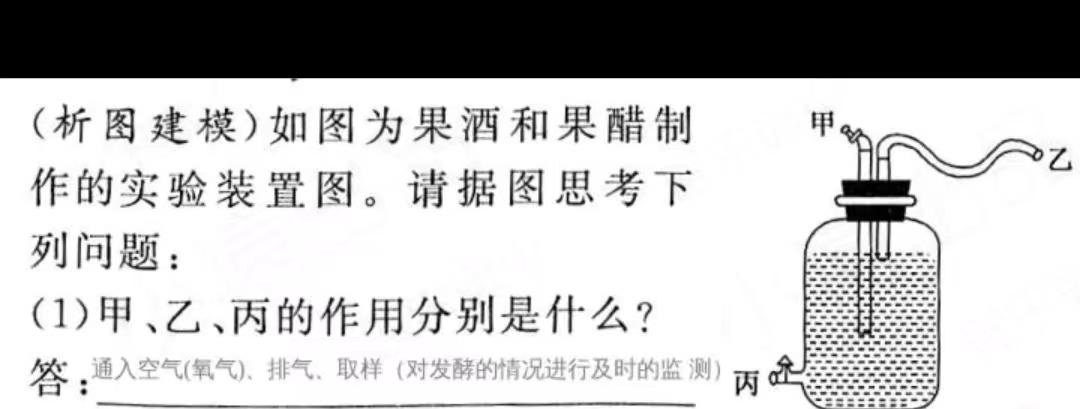 (析图建模)如图为果酒和果醋制
作的实验装置图。请据图思考下
列问题：
(1)甲、乙、丙的作用分别是什么？
答：通入空气(氧气)、排气、取样（对发酵的情况进行及时的监 测）
甲
乙
丙